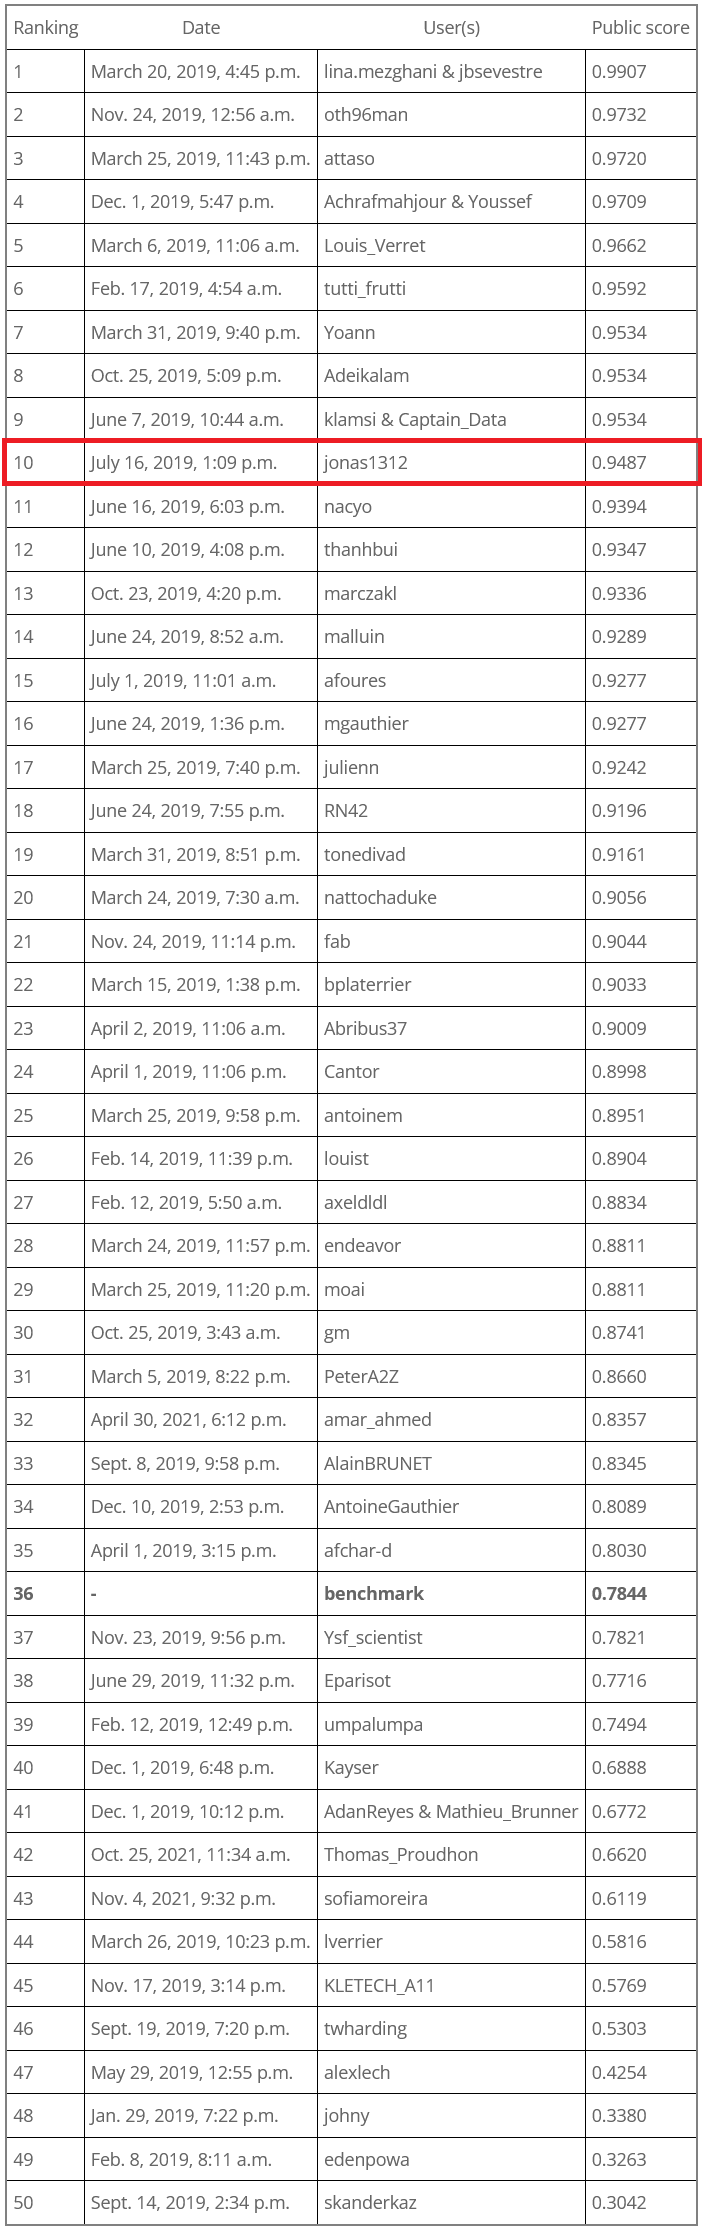 Ranking Date User(s) Public score
1 March 20, 2019, 4:45 p.m. lina.mezghani & jbsevestre 0.9907
2 Nov. 24, 2019, 12:56 a.m. oth96man 0.9732
3 March 25, 2019, 11:43 p.m. attaso 0.9720
4 Dec. 1, 2019, 5:47 p.m. Achrafmahjour & Youssef 0.9709
5 March 6, 2019, 11:06 a.m. Louis_Verret 0.9662
6 Feb. 17, 2019, 4:54 a.m. tutti_frutti 0.9592
7 March 31, 2019, 9:40 p.m. Yoann 0.9534
8 Oct. 25, 2019, 5:09 p.m. Adeikalam 0.9534
9 June 7, 2019, 10:44 a.m. klamsi & Captain_Data 0.9534
10 July 16, 2019, 1:09 p.m. jonas1312 0.9487
11 June 16, 2019, 6:03 p.m. nacyo 0.9394
12 June 10, 2019, 4:08 p.m. thanhbui 0.9347
13 Oct. 23, 2019, 4:20 p.m. marczakl 0.9336
14 June 24, 2019, 8:52 a.m. malluin 0.9289
15 July 1, 2019, 11:01 a.m. afoures 0.9277
16 June 24, 2019, 1:36 p.m. mgauthier 0.9277
17 March 25, 2019, 7:40 p.m. julienn 0.9242
18 June 24, 2019, 7:55 p.m. RN42 0.9196
19 March 31, 2019, 8:51 p.m. tonedivad 0.9161
20 March 24, 2019, 7:30 a.m. nattochaduke 0.9056
21 Nov. 24, 2019, 11:14 p.m. fab 0.9044
22 March 15, 2019, 1:38 p.m. bplaterrier 0.9033
23 April 2, 2019, 11:06 a.m. Abribus37 0.9009
24 April 1, 2019, 11:06 p.m. Cantor 0.8998
25 March 25, 2019, 9:58 p.m. antoinem 0.8951
26 Feb. 14, 2019, 11:39 p.m. louist 0.8904
27 Feb. 12, 2019, 5:50 a.m. axeldldl 0.8834
28 March 24, 2019, 11:57 p.m. endeavor 0.8811
29 March 25, 2019, 11:20 p.m. moai 0.8811
30 Oct. 25, 2019, 3:43 a.m. gm 0.8741
31 March 5, 2019, 8:22 p.m. PeterA2Z 0.8660
32 April 30, 2021, 6:12 p.m. amar_ahmed 0.8357
33 Sept. 8, 2019, 9:58 p.m. AlainBRUNET 0.8345
34 Dec. 10, 2019, 2:53 p.m. AntoineGauthier 0.8089
35 April 1, 2019, 3:15 p.m. afchar-d 0.8030
36 - benchmark 0.7844
37 Nov. 23, 2019, 9:56 p.m. Ysf_scientist 0.7821
38 June 29, 2019, 11:32 p.m. Eparisot 0.7716
39 Feb. 12, 2019, 12:49 p.m. umpalumpa 0.7494
40 Dec. 1, 2019, 6:48 p.m. Kayser 0.6888
41 Dec. 1, 2019, 10:12 p.m. AdanReyes & Mathieu_Brunner 0.6772
42 Oct. 25, 2021, 11:34 a.m. Thomas_Proudhon 0.6620
43 Nov. 4, 2021, 9:32 p.m. sofiamoreira 0.6119
44 March 26, 2019, 10:23 p.m. lverrier 0.5816
45 Nov. 17, 2019, 3:14 p.m. KLETECH_A11 0.5769
46 Sept. 19, 2019, 7:20 p.m. twharding 0.5303
47 May 29, 2019, 12:55 p.m. alexlech 0.4254
48 Jan. 29, 2019, 7:22 p.m. johny 0.3380
49 Feb. 8, 2019, 8:11 a.m. edenpowa 0.3263
50 Sept. 14, 2019, 2:34 p.m. skanderkaz 0.3042